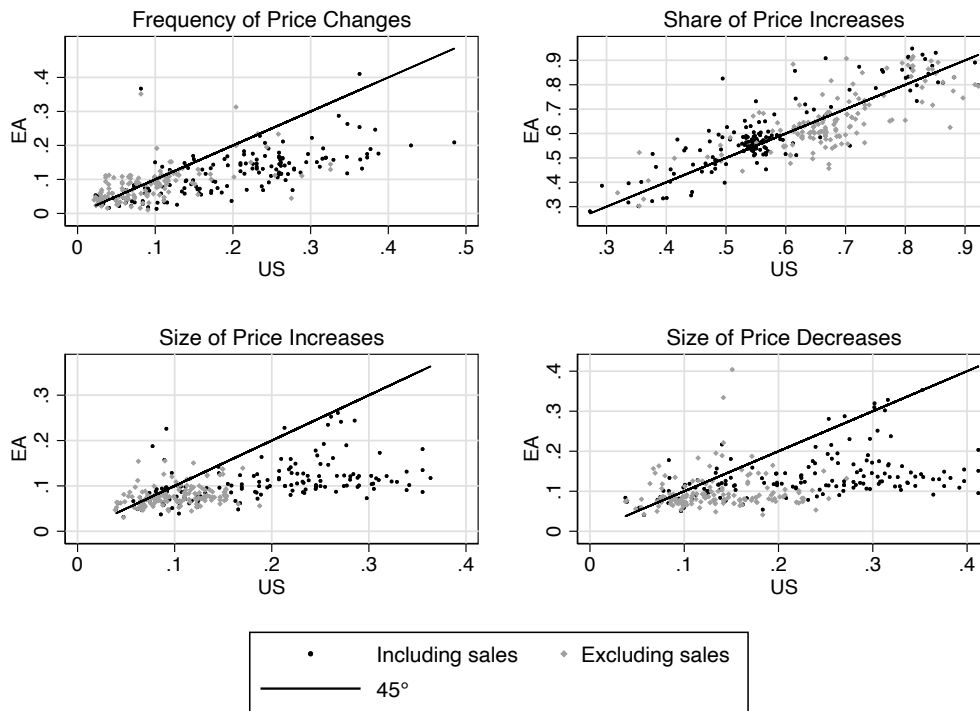 Frequency of Price Changes
EA
0 .1 .2 .3 .4
0 .1 .2 .3 .4 .5
US
Share of Price Increases
EA
.3 .4 .5 .6 .7 .8 .9
.3 .4 .5 .6 .7 .8 .9
US
Size of Price Increases
EA
0 .1 .2 .3
0 .1 .2 .3 .4
US
Size of Price Decreases
EA
0 .1 .2 .3 .4
0 .1 .2 .3 .4
US
Including sales Excluding sales
45°